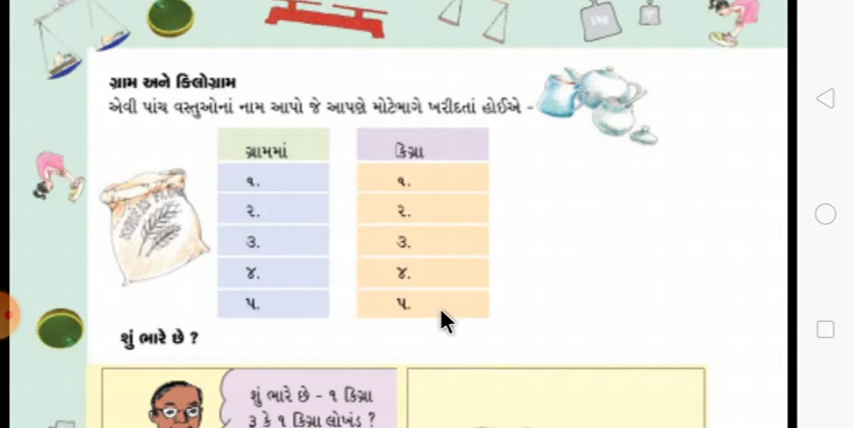 1kg
ગ્રામ અને કિલોગ્રામ
એવી પાંચ વસ્તુઓનાં નામ આપો જે આપણે મોટેભાગે ખરીદતાં હોઈએ -
ગ્રામમાં
કિગ્રા
૧.
૧.
૨.
૨.
૩.
૩.
૪.
૪.
૫.
૫.
શું ભારે છે ?
શું ભારે છે - ૧ કિગ્રા
રૂ કે ૧ કિગ્રા લોખંડ ?